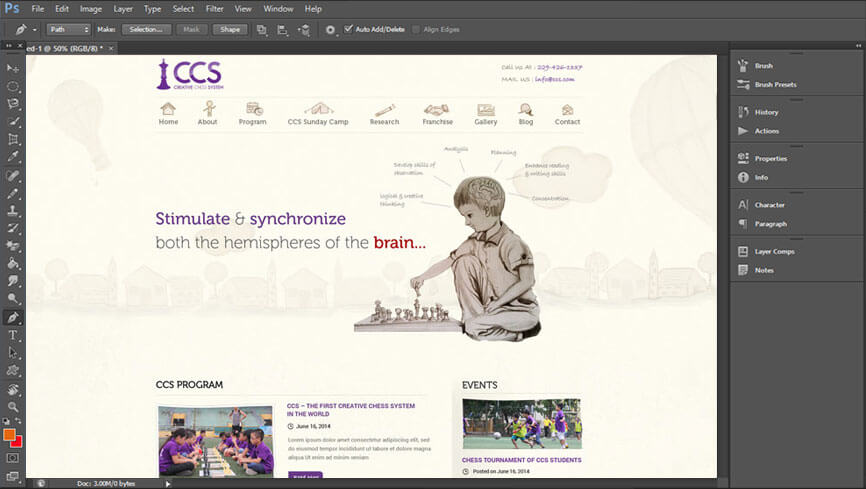 Ps File Edit Image Layer Type Select Filter View Window Help
Path Make: Selection... Mask Shape Auto Add/Delete Align Edges
ed-1 @ 50% (RGB/8) * ×
CCS
CREATIVE CHESS SYSTEM
Call Us At : 209-426-1257
MAIL US : info@ccs.com
Home About Program CCS Sunday Camp Research Franchise Gallery Blog Contact
Analysis
Planning
Develop skills of
observation
Enhance reading
& writing skills
Logical & creative
thinking
Concentration
Stimulate & synchronize
both the hemispheres of the brain...
CCS PROGRAM
CCS – THE FIRST CREATIVE CHESS SYSTEM
IN THE WORLD
June 16, 2014
Lorem ipsum dolor amet consectetur adipiscing elit, sed
do eiusmod tempor incididunt ut labore et dolore magna
aliqua Ut enim ad minim veniam
EVENTS
CHESS TOURNAMENT OF CCS STUDENTS
Posted on June 16, 2014
Brush
Brush Presets
History
Actions
Properties
Info
Character
Paragraph
Layer Comps
Notes
Doc: 3.00M/0 bytes